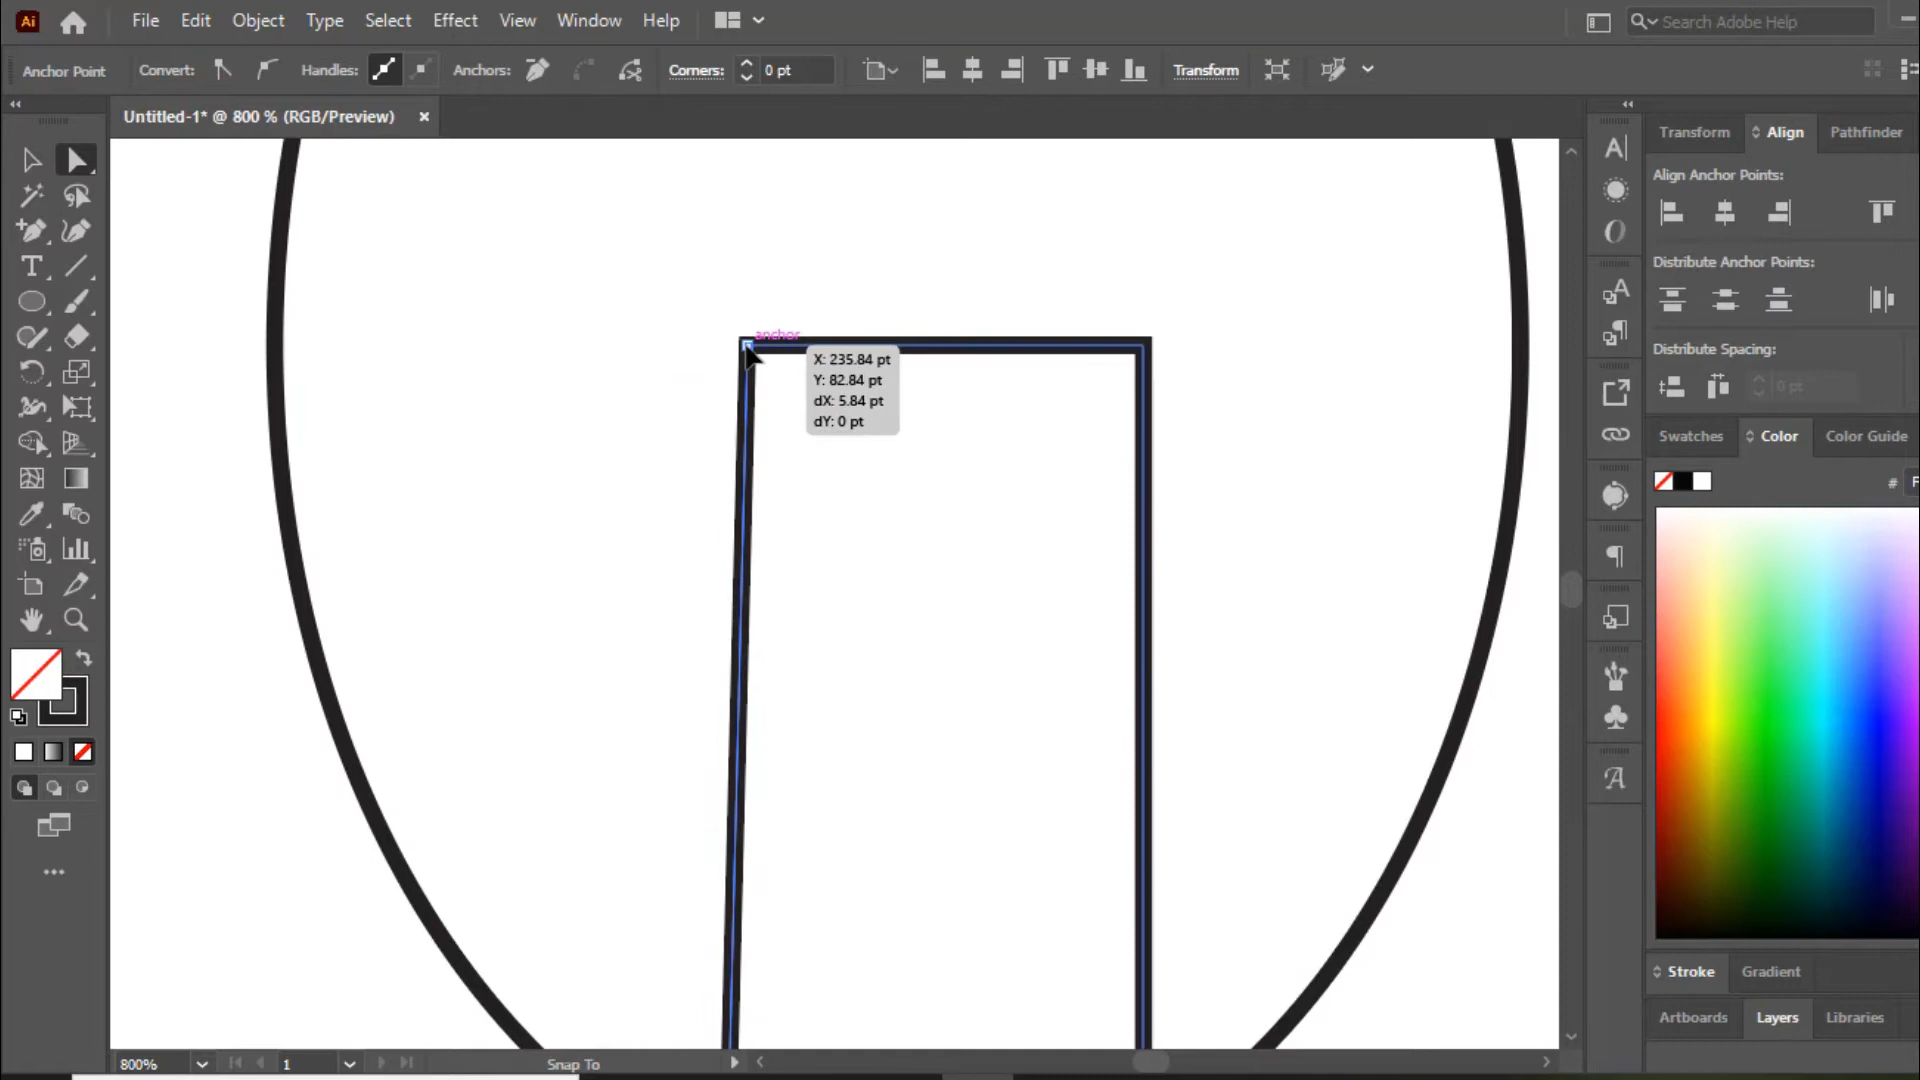 Ai File Edit Object Type Select Effect View Window Help Search Adobe Help
Anchor Point Convert: Handles: Anchors: Corners: 0 pt Transform
Untitled-1* @ 800 % (RGB/Preview) ×
Transform Align Pathfinder
Align Anchor Points:
Distribute Anchor Points:
Distribute Spacing:
0 pt
anchor
X: 235.84 pt
Y: 82.84 pt
dX: 5.84 pt
dY: 0 pt
Swatches Color Color Guide
# F
Stroke Gradient
Artboards Layers Libraries
800% 1 Snap To